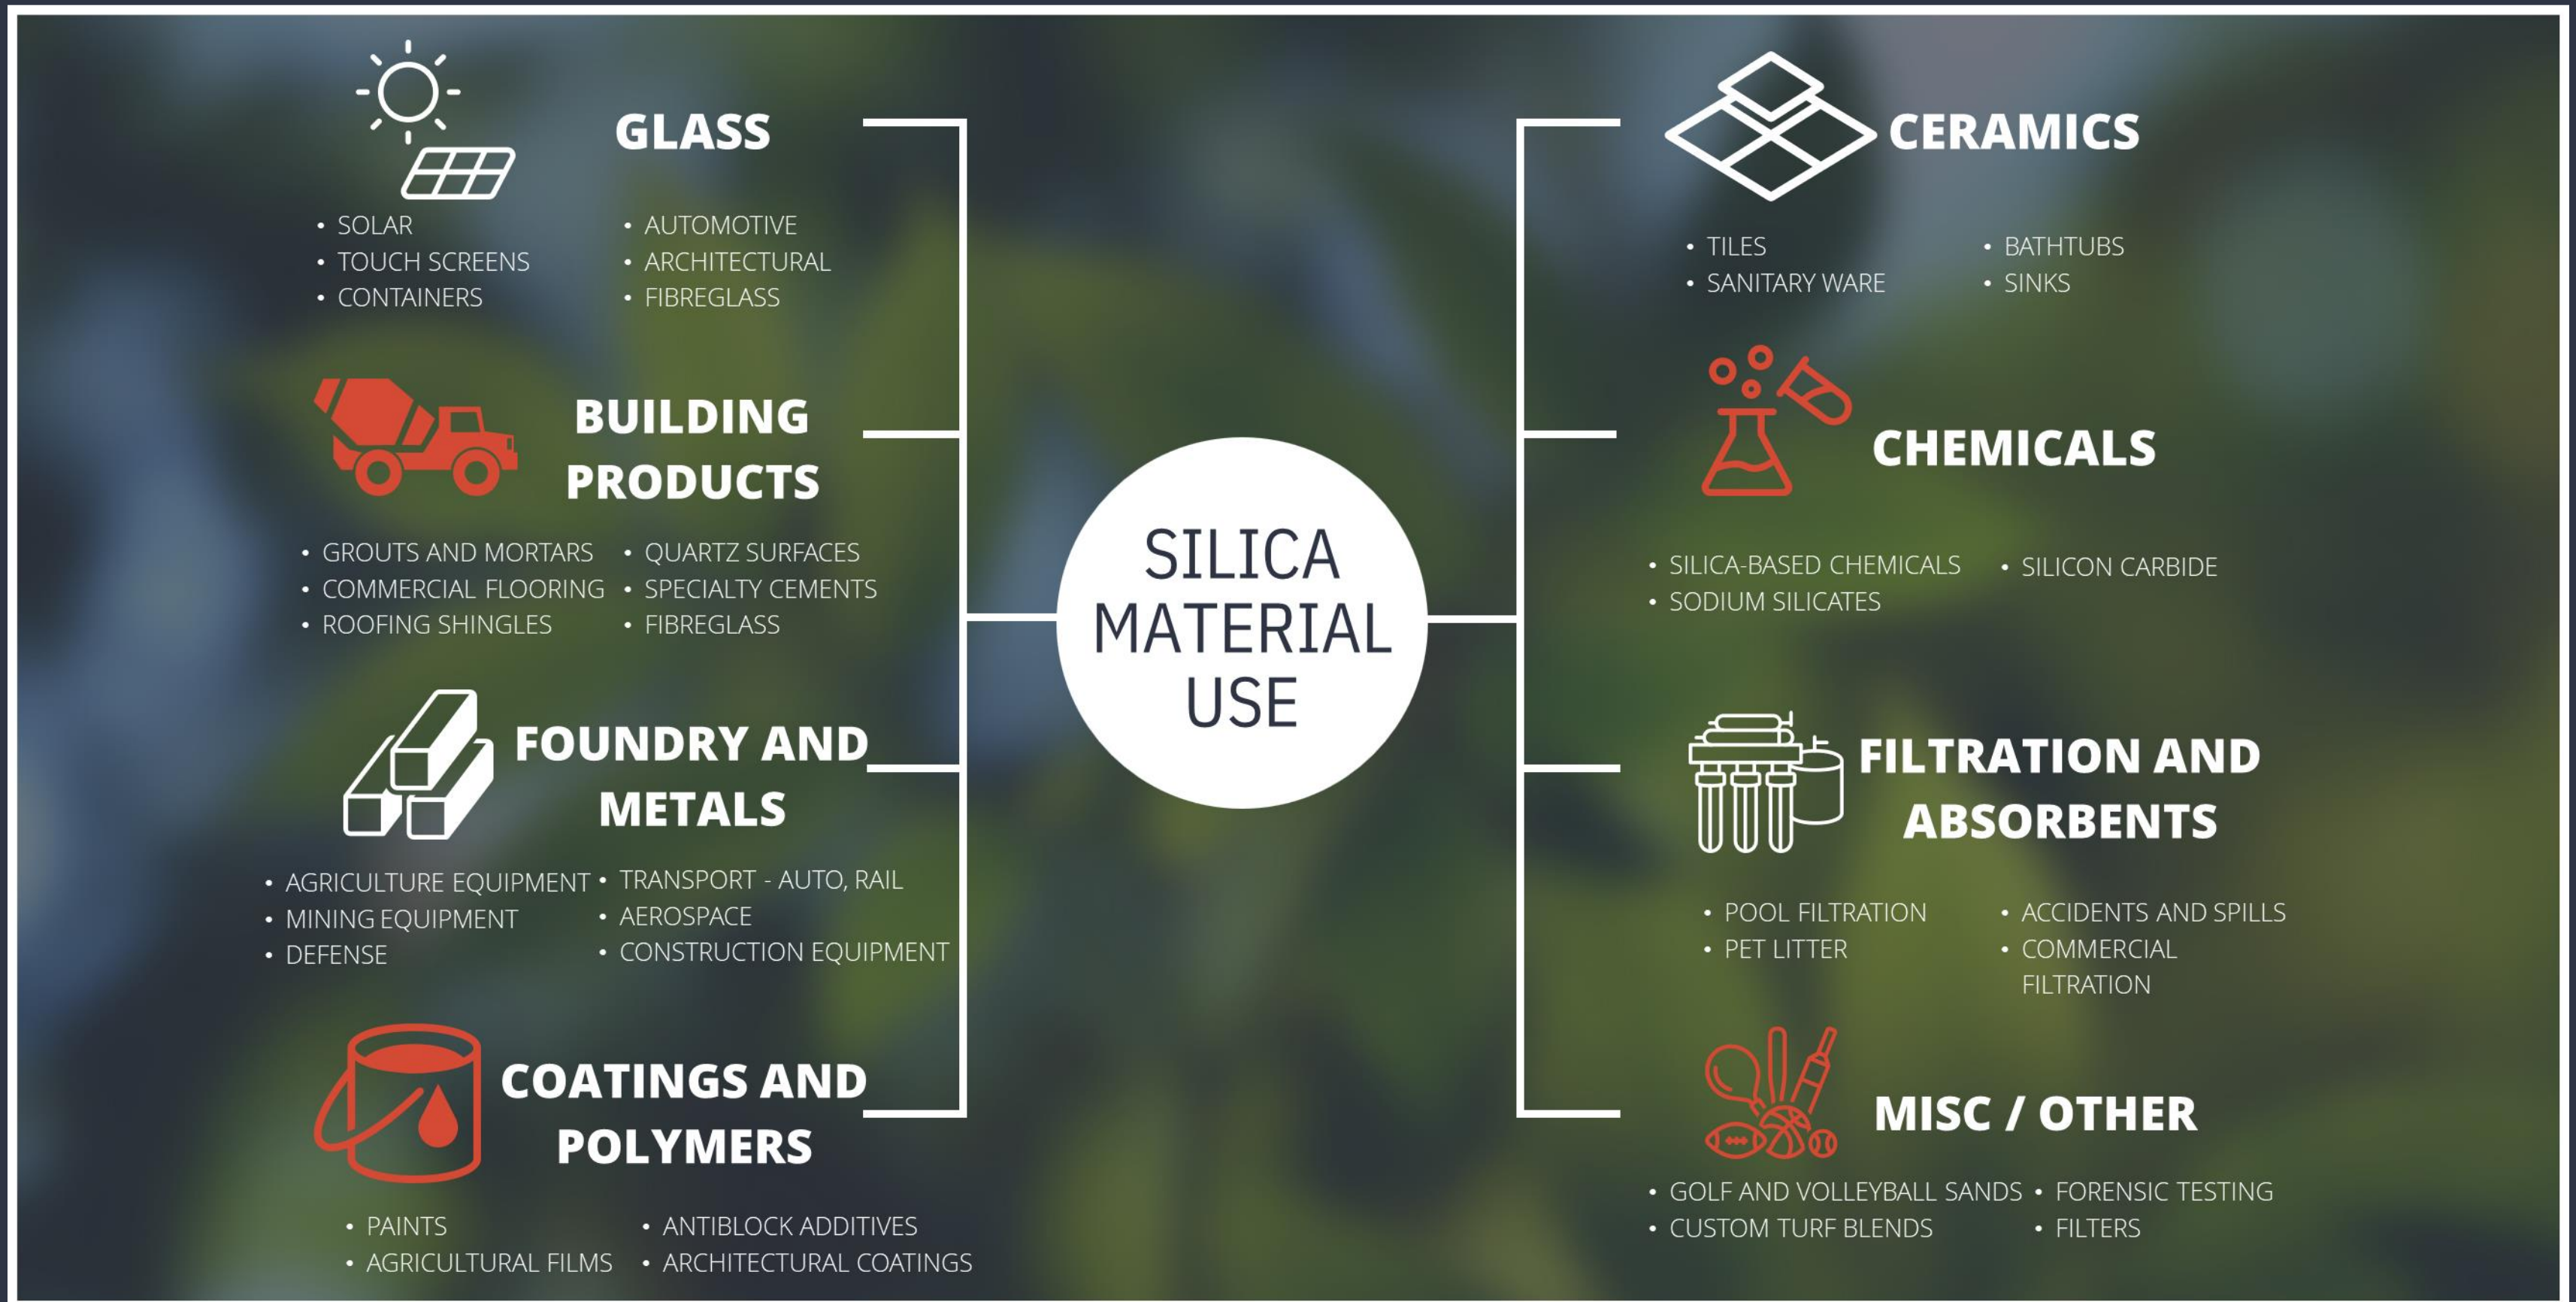 GLASS
• SOLAR
• TOUCH SCREENS
• CONTAINERS
• AUTOMOTIVE
• ARCHITECTURAL
• FIBREGLASS
BUILDING
PRODUCTS
• GROUTS AND MORTARS
• COMMERCIAL FLOORING
• ROOFING SHINGLES
• QUARTZ SURFACES
• SPECIALTY CEMENTS
• FIBREGLASS
FOUNDRY AND
METALS
• AGRICULTURE EQUIPMENT
• MINING EQUIPMENT
• DEFENSE
• TRANSPORT - AUTO, RAIL
• AEROSPACE
• CONSTRUCTION EQUIPMENT
COATINGS AND
POLYMERS
• PAINTS
• AGRICULTURAL FILMS
• ANTIBLOCK ADDITIVES
• ARCHITECTURAL COATINGS
SILICA
MATERIAL
USE
CERAMICS
• TILES
• SANITARY WARE
• BATHTUBS
• SINKS
CHEMICALS
• SILICA-BASED CHEMICALS
• SODIUM SILICATES
• SILICON CARBIDE
FILTRATION AND
ABSORBENTS
• POOL FILTRATION
• PET LITTER
• ACCIDENTS AND SPILLS
• COMMERCIAL
FILTRATION
MISC / OTHER
• GOLF AND VOLLEYBALL SANDS
• CUSTOM TURF BLENDS
• FORENSIC TESTING
• FILTERS